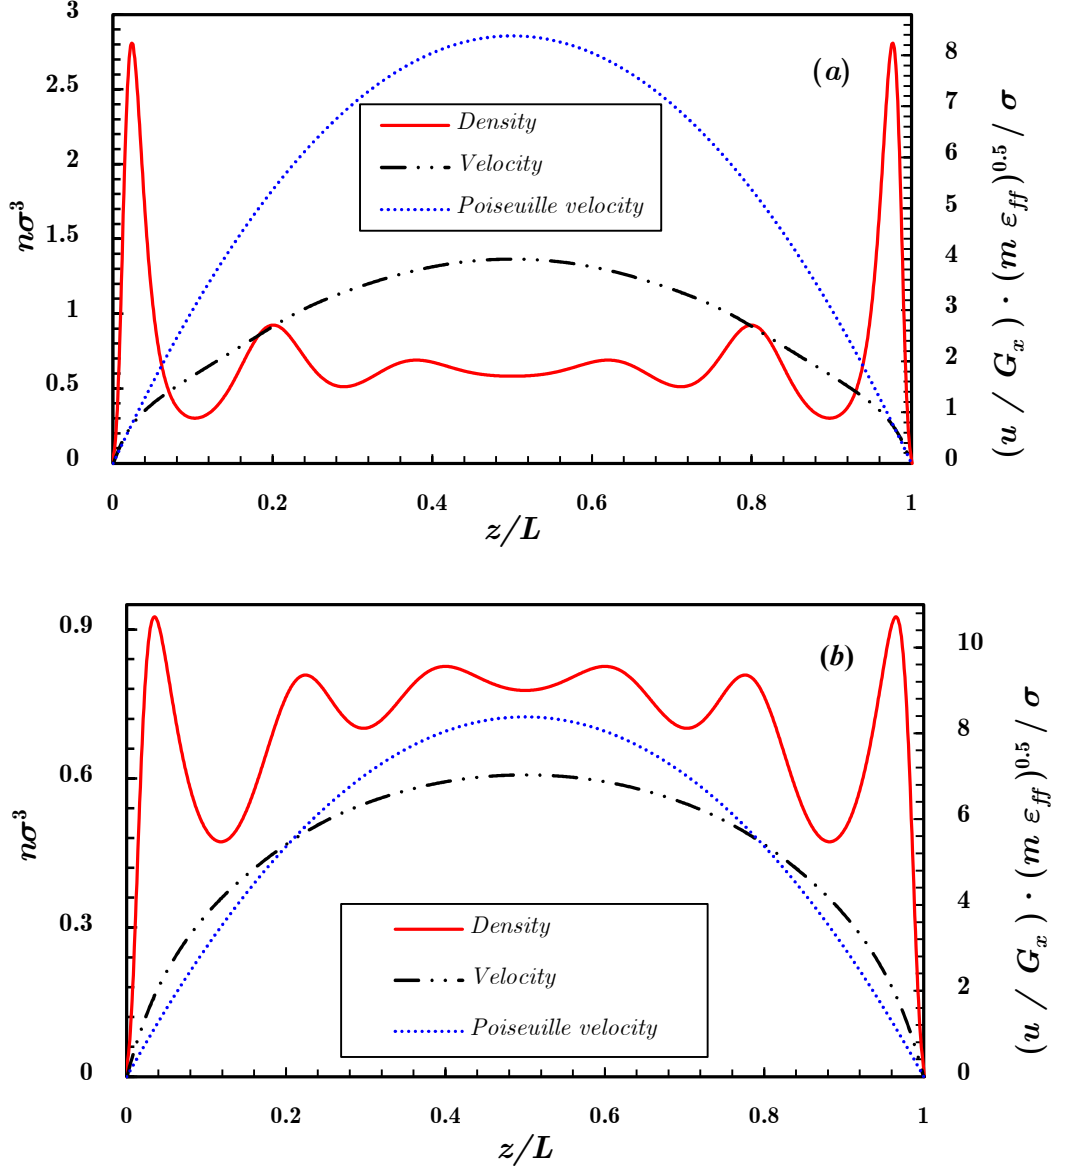 3
2.5
2
1.5
1
0.5
0
nσ³
(a)
Density
Velocity
Poiseuille velocity
8
7
6
5
4
3
2
1
0
(u / Gₓ) · (m ε_ff)^0.5 / σ
0 0.2 0.4 0.6 0.8 1
z/L
0.9
0.6
0.3
0
nσ³
(b)
Density
Velocity
Poiseuille velocity
10
8
6
4
2
0
(u / Gₓ) · (m ε_ff)^0.5 / σ
0 0.2 0.4 0.6 0.8 1
z/L